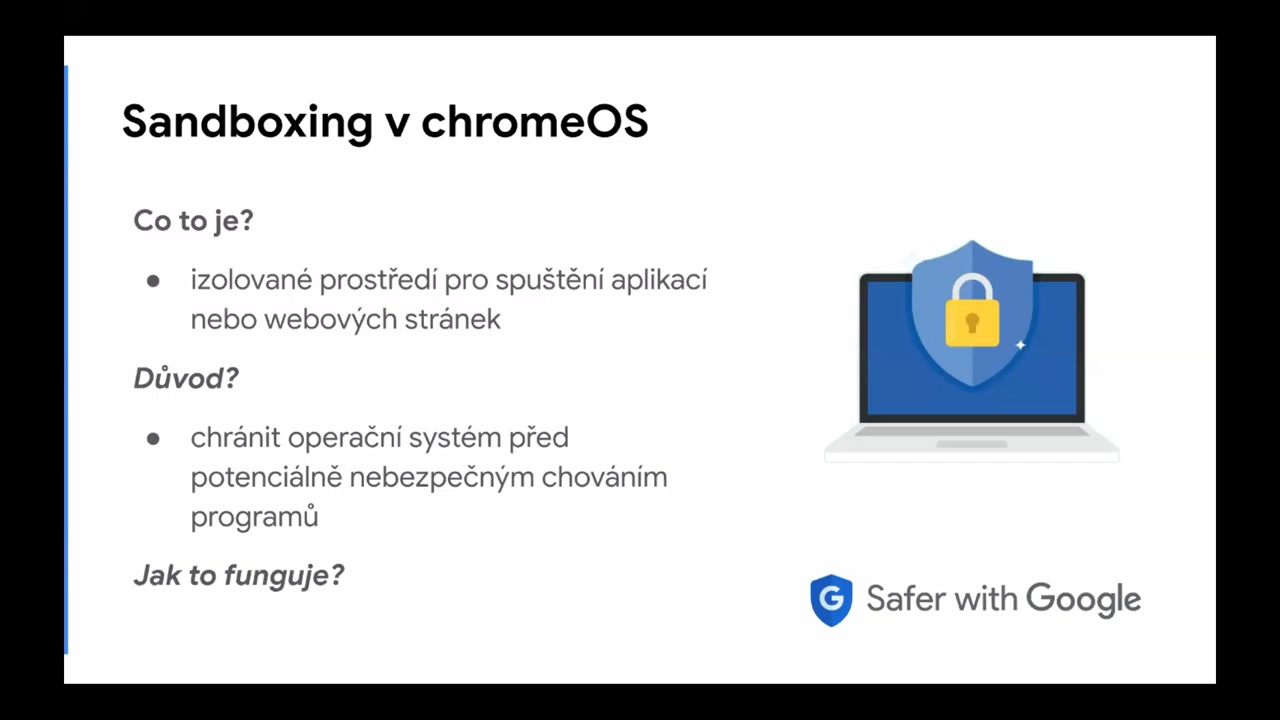 Sandboxing v chromeOS
Co to je?
● izolované prostředí pro spuštění aplikací
nebo webových stránek
Důvod?
● chránit operační systém před
potenciálně nebezpečným chováním
programů
Jak to funguje?
G Safer with Google